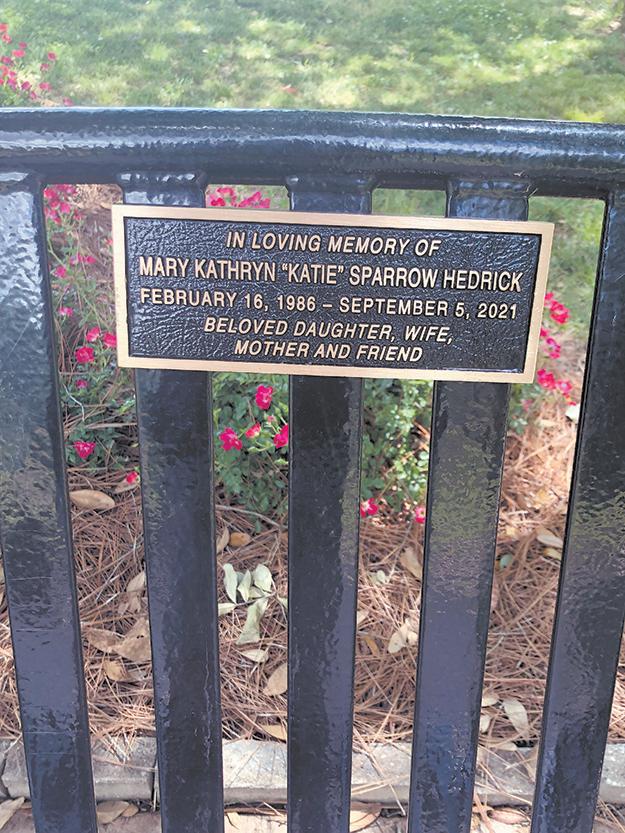 IN LOVING MEMORY OF
MARY KATHRYN "KATIE" SPARROW HEDRICK
FEBRUARY 16, 1986 – SEPTEMBER 5, 2021
BELOVED DAUGHTER, WIFE,
MOTHER AND FRIEND